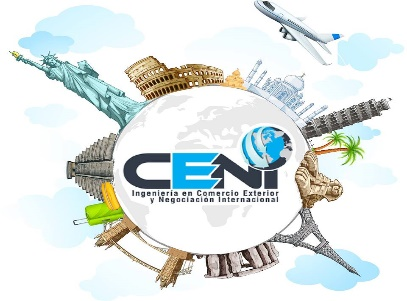 CENI
Ingeniería en Comercio Exterior
y Negociación Internacional